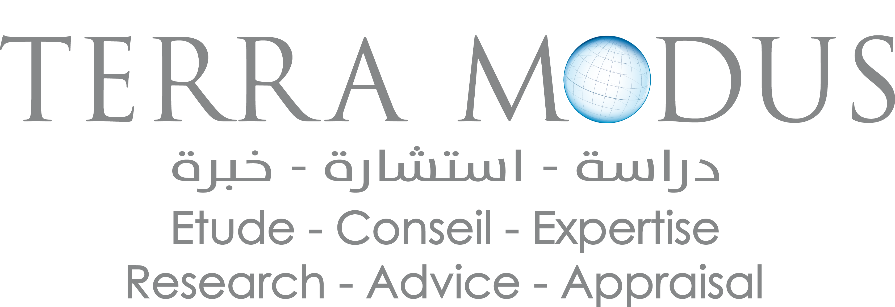 TERRA MODUS
دراسة - استشارة - خبرة
Etude - Conseil - Expertise
Research - Advice - Appraisal